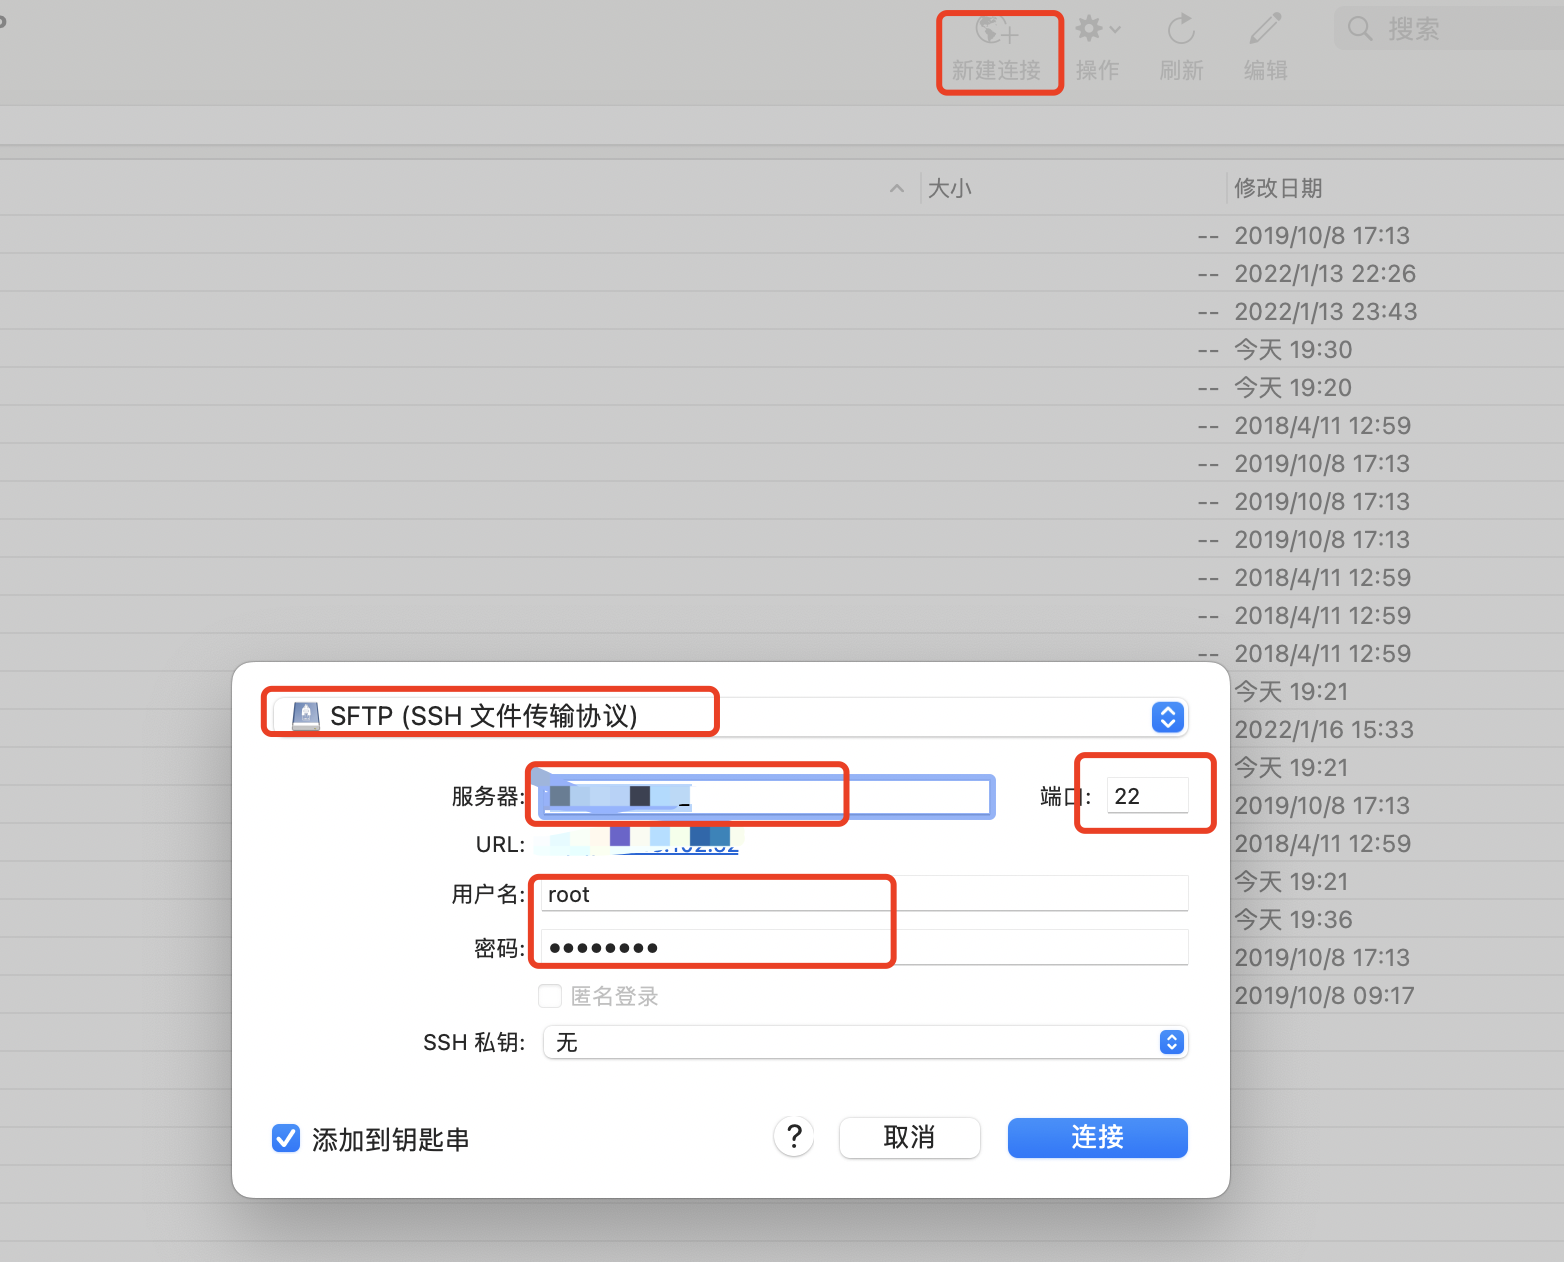 新建连接 操作 刷新 编辑 搜索
大小 修改日期
-- 2019/10/8 17:13
-- 2022/1/13 22:26
-- 2022/1/13 23:43
-- 今天 19:30
-- 今天 19:20
-- 2018/4/11 12:59
-- 2019/10/8 17:13
-- 2019/10/8 17:13
-- 2019/10/8 17:13
-- 2018/4/11 12:59
-- 2018/4/11 12:59
-- 2018/4/11 12:59
今天 19:21
2022/1/16 15:33
今天 19:21
2019/10/8 17:13
2018/4/11 12:59
今天 19:21
今天 19:36
2019/10/8 17:13
2019/10/8 09:17
SFTP (SSH 文件传输协议)
服务器: 端口: 22
URL:
用户名: root
密码: ••••••••
匿名登录
SSH 私钥: 无
添加到钥匙串 ? 取消 连接